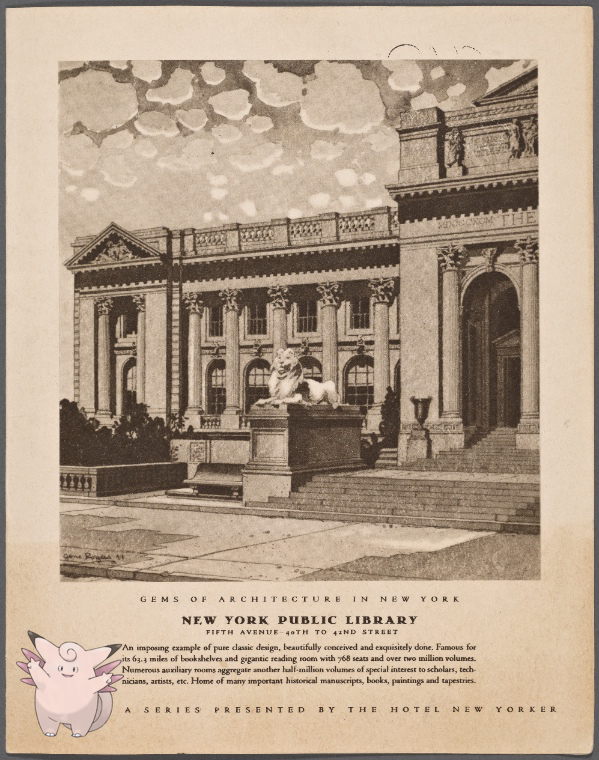 THE
Gene Rogers
GEMS OF ARCHITECTURE IN NEW YORK
NEW YORK PUBLIC LIBRARY
FIFTH AVENUE—40TH TO 42ND STREET
An imposing example of pure classic design, beautifully conceived and exquisitely done. Famous for
its 63.3 miles of bookshelves and gigantic reading room with 768 seats and over two million volumes.
Numerous auxiliary rooms aggregate another half-million volumes of special interest to scholars, tech-
nicians, artists, etc. Home of many important historical manuscripts, books, paintings and tapestries.
A SERIES PRESENTED BY THE HOTEL NEW YORKER